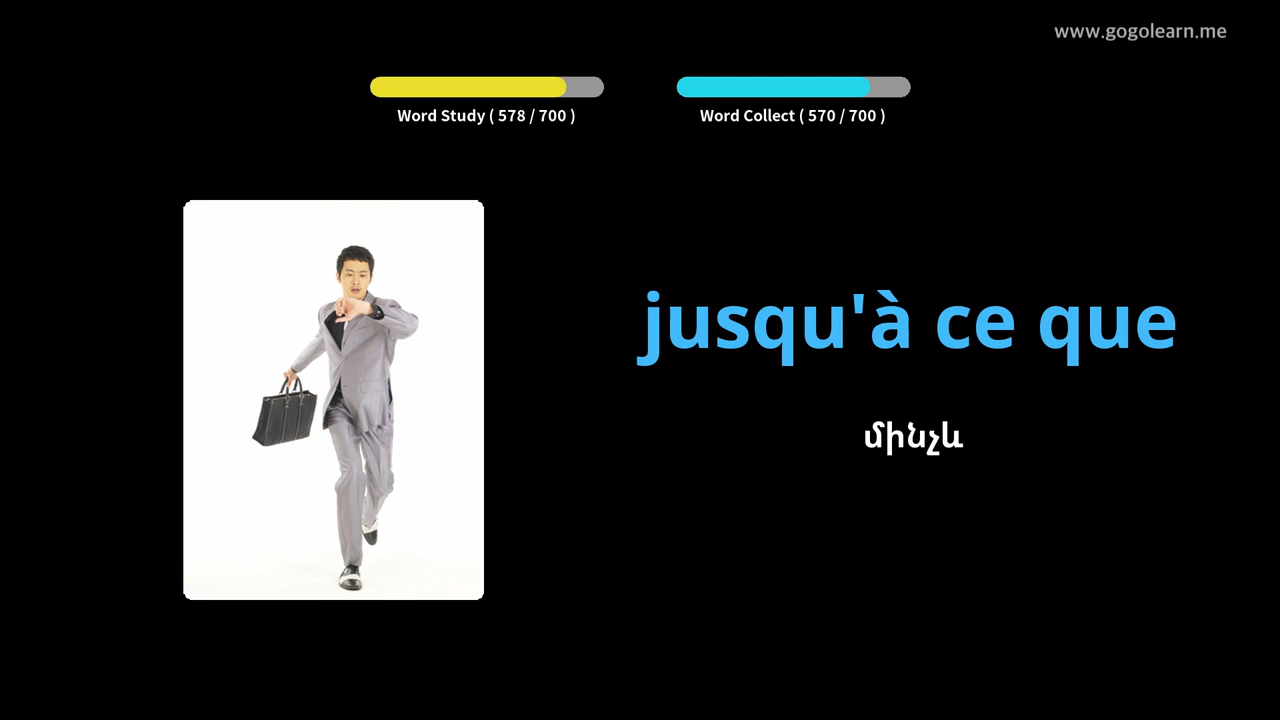 www.gogolearn.me
Word Study ( 578 / 700 )
Word Collect ( 570 / 700 )
jusqu'à ce que
մինչև